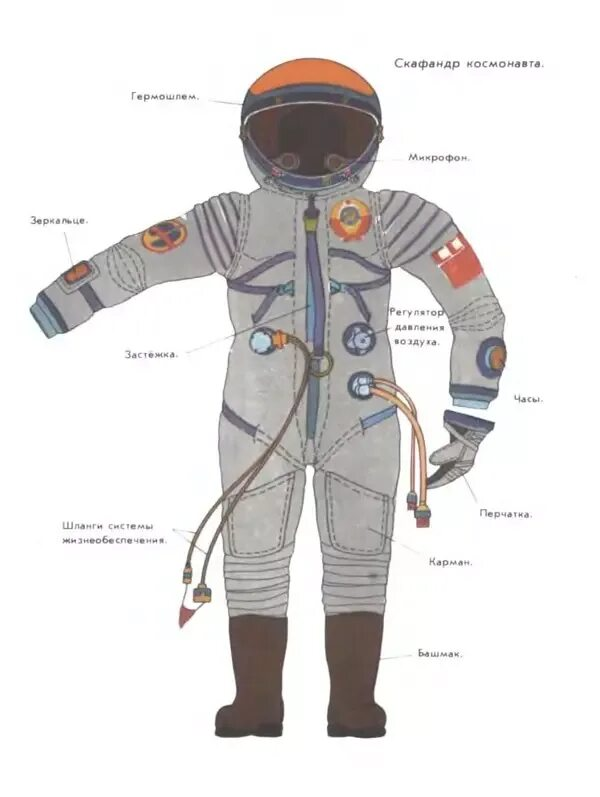 Скафандр космонавта.
Гермошлем.
Микрофон.
Зеркальце.
Регулятор
давления
воздуха.
Застёжка.
Часы.
Перчатка.
Шланги системы
жизнеобеспечения.
Карман.
Башмак.